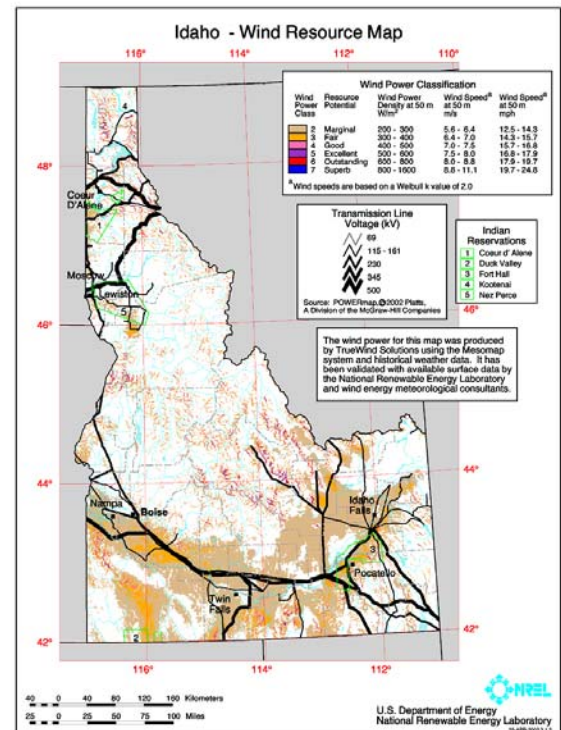 Idaho - Wind Resource Map
116° 114° 112° 110°
Wind Power Classification
Wind Power Class Resource Potential Wind Power Density at 50 m W/m² Wind Speedª at 50 m m/s Wind Speedª at 50 m mph
2 Marginal 200 - 300 5.6 - 6.4 12.5 - 14.3
3 Fair 300 - 400 6.4 - 7.0 14.3 - 15.7
4 Good 400 - 500 7.0 - 7.5 15.7 - 16.8
5 Excellent 500 - 600 7.5 - 8.0 16.8 - 17.9
6 Outstanding 600 - 800 8.0 - 8.8 17.9 - 19.7
7 Superb 800 - 1600 8.8 - 11.1 19.7 - 24.8
ª Wind speeds are based on a Weibull k value of 2.0
4
48°
48°
Coeur
D'Alene
1
Transmission Line
Voltage (kV)
69
115 - 161
230
345
500
Source: POWERmap, ©2002 Platts,
A Division of the McGraw-Hill Companies
Indian
Reservations
1 Coeur d' Alene
2 Duck Valley
3 Fort Hall
4 Kootenai
5 Nez Perce
Moscow
Lewiston
5
46°
46°
The wind power for this map was produced
by TrueWind Solutions using the Mesomap
system and historical weather data. It has
been validated with available surface data by
the National Renewable Energy Laboratory
and wind energy meteorological consultants.
44°
44°
Nampa
Boise
Idaho
Falls
3
Pocatello
Twin
Falls
2
42°
42°
116° 114° 112°
40 0 40 80 120 160 Kilometers
25 0 25 50 75 100 Miles
NREL
U.S. Department of Energy
National Renewable Energy Laboratory